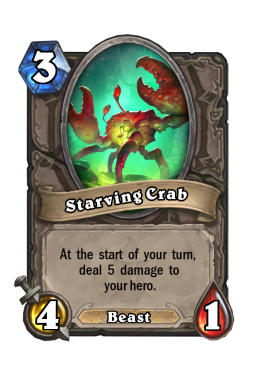 3
Starving Crab
At the start of your turn,
deal 5 damage to
your hero.
4
Beast
1